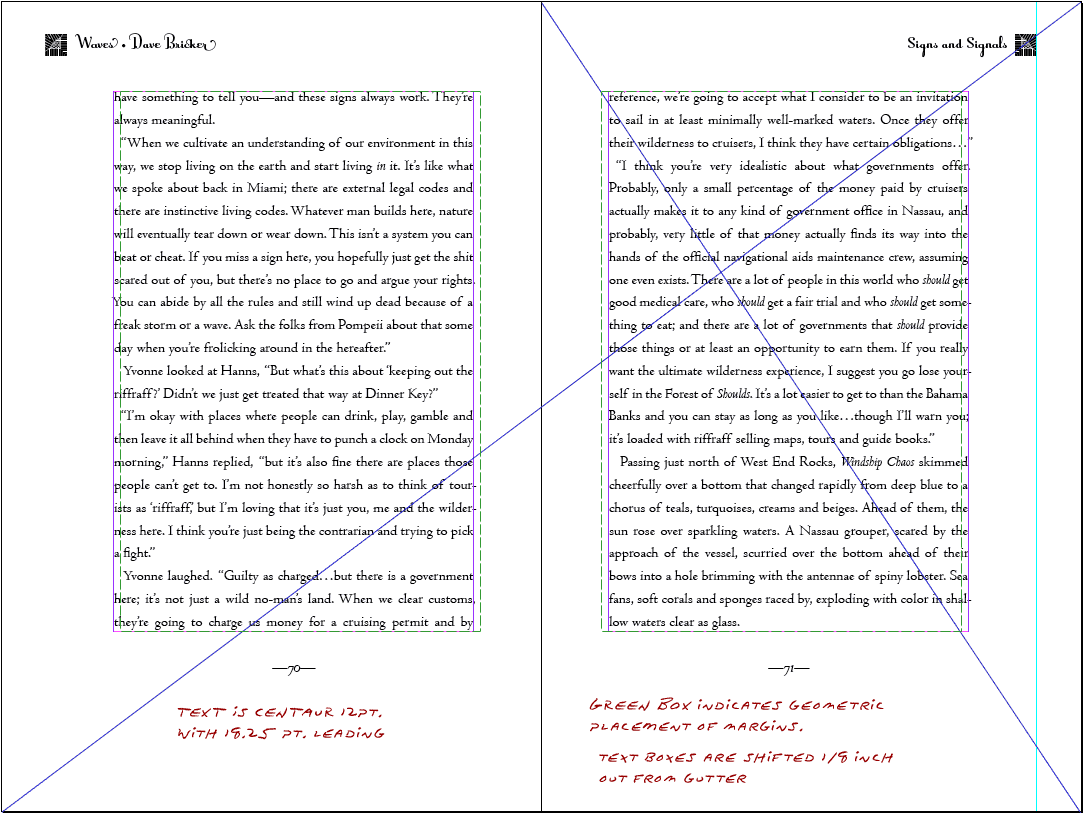 Waves • Dave Bricker
have something to tell you—and these signs always work. They're
always meaningful.
"When we cultivate an understanding of our environment in this
way, we stop living on the earth and start living in it. It's like what
we spoke about back in Miami; there are external legal codes and
there are instinctive living codes. Whatever man builds here, nature
will eventually tear down or wear down. This isn't a system you can
beat or cheat. If you miss a sign here, you hopefully just get the shit
scared out of you, but there's no place to go and argue your rights.
You can abide by all the rules and still wind up dead because of a
freak storm or a wave. Ask the folks from Pompeii about that some
day when you're frolicking around in the hereafter."
Yvonne looked at Hanns, "But what's this about 'keeping out the
riffraff?' Didn't we just get treated that way at Dinner Key?"
"I'm okay with places where people can drink, play, gamble and
then leave it all behind when they have to punch a clock on Monday
morning," Hanns replied, "but it's also fine there are places those
people can't get to. I'm not honestly so harsh as to think of tour-
ists as 'riffraff,' but I'm loving that it's just you, me and the wilder-
ness here. I think you're just being the contrarian and trying to pick
a fight."
Yvonne laughed. "Guilty as charged…but there is a government
here; it's not just a wild no-man's land. When we clear customs,
they're going to charge us money for a cruising permit and by
—70—
TEXT IS CENTAUR 12PT.
WITH 18.25 PT. LEADING
Signs and Signals
reference, we're going to accept what I consider to be an invitation
to sail in at least minimally well-marked waters. Once they offer
their wilderness to cruisers, I think they have certain obligations…"
"I think you're very idealistic about what governments offer.
Probably, only a small percentage of the money paid by cruisers
actually makes it to any kind of government office in Nassau, and
probably, very little of that money actually finds its way into the
hands of the official navigational aids maintenance crew, assuming
one even exists. There are a lot of people in this world who should get
good medical care, who should get a fair trial and who should get some-
thing to eat; and there are a lot of governments that should provide
those things or at least an opportunity to earn them. If you really
want the ultimate wilderness experience, I suggest you go lose your-
self in the Forest of Shoulds. It's a lot easier to get to than the Bahama
Banks and you can stay as long as you like…though I'll warn you;
it's loaded with riffraff selling maps, tours and guide books."
Passing just north of West End Rocks, Windship Chaos skimmed
cheerfully over a bottom that changed rapidly from deep blue to a
chorus of teals, turquoises, creams and beiges. Ahead of them, the
sun rose over sparkling waters. A Nassau grouper, scared by the
approach of the vessel, scurried over the bottom ahead of their
bows into a hole brimming with the antennae of spiny lobster. Sea
fans, soft corals and sponges raced by, exploding with color in shal-
low waters clear as glass.
—71—
GREEN BOX INDICATES GEOMETRIC
PLACEMENT OF MARGINS.
TEXT BOXES ARE SHIFTED 1/8 INCH
OUT FROM GUTTER